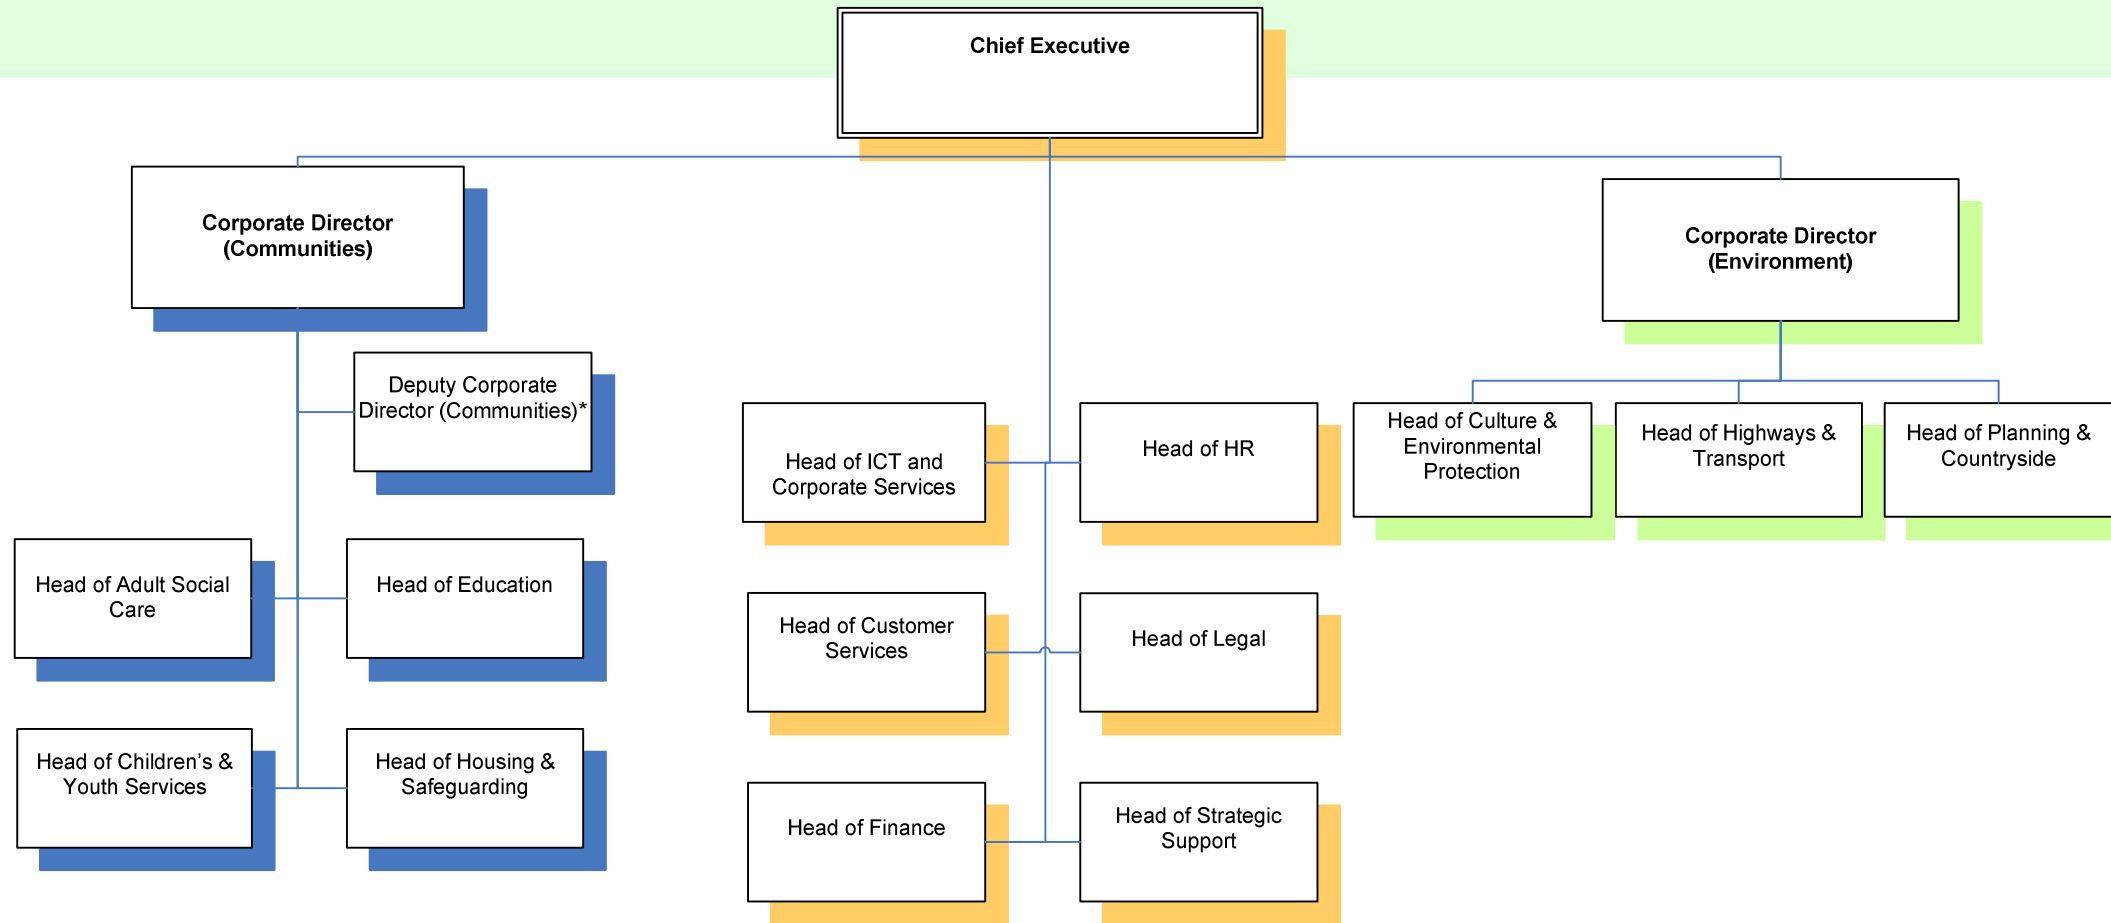 Chief Executive
Corporate Director
(Communities)
Corporate Director
(Environment)
Deputy Corporate
Director (Communities)*
Head of ICT and
Corporate Services
Head of HR
Head of Culture &
Environmental
Protection
Head of Highways &
Transport
Head of Planning &
Countryside
Head of Adult Social
Care
Head of Education
Head of Customer
Services
Head of Legal
Head of Children’s &
Youth Services
Head of Housing &
Safeguarding
Head of Finance
Head of Strategic
Support